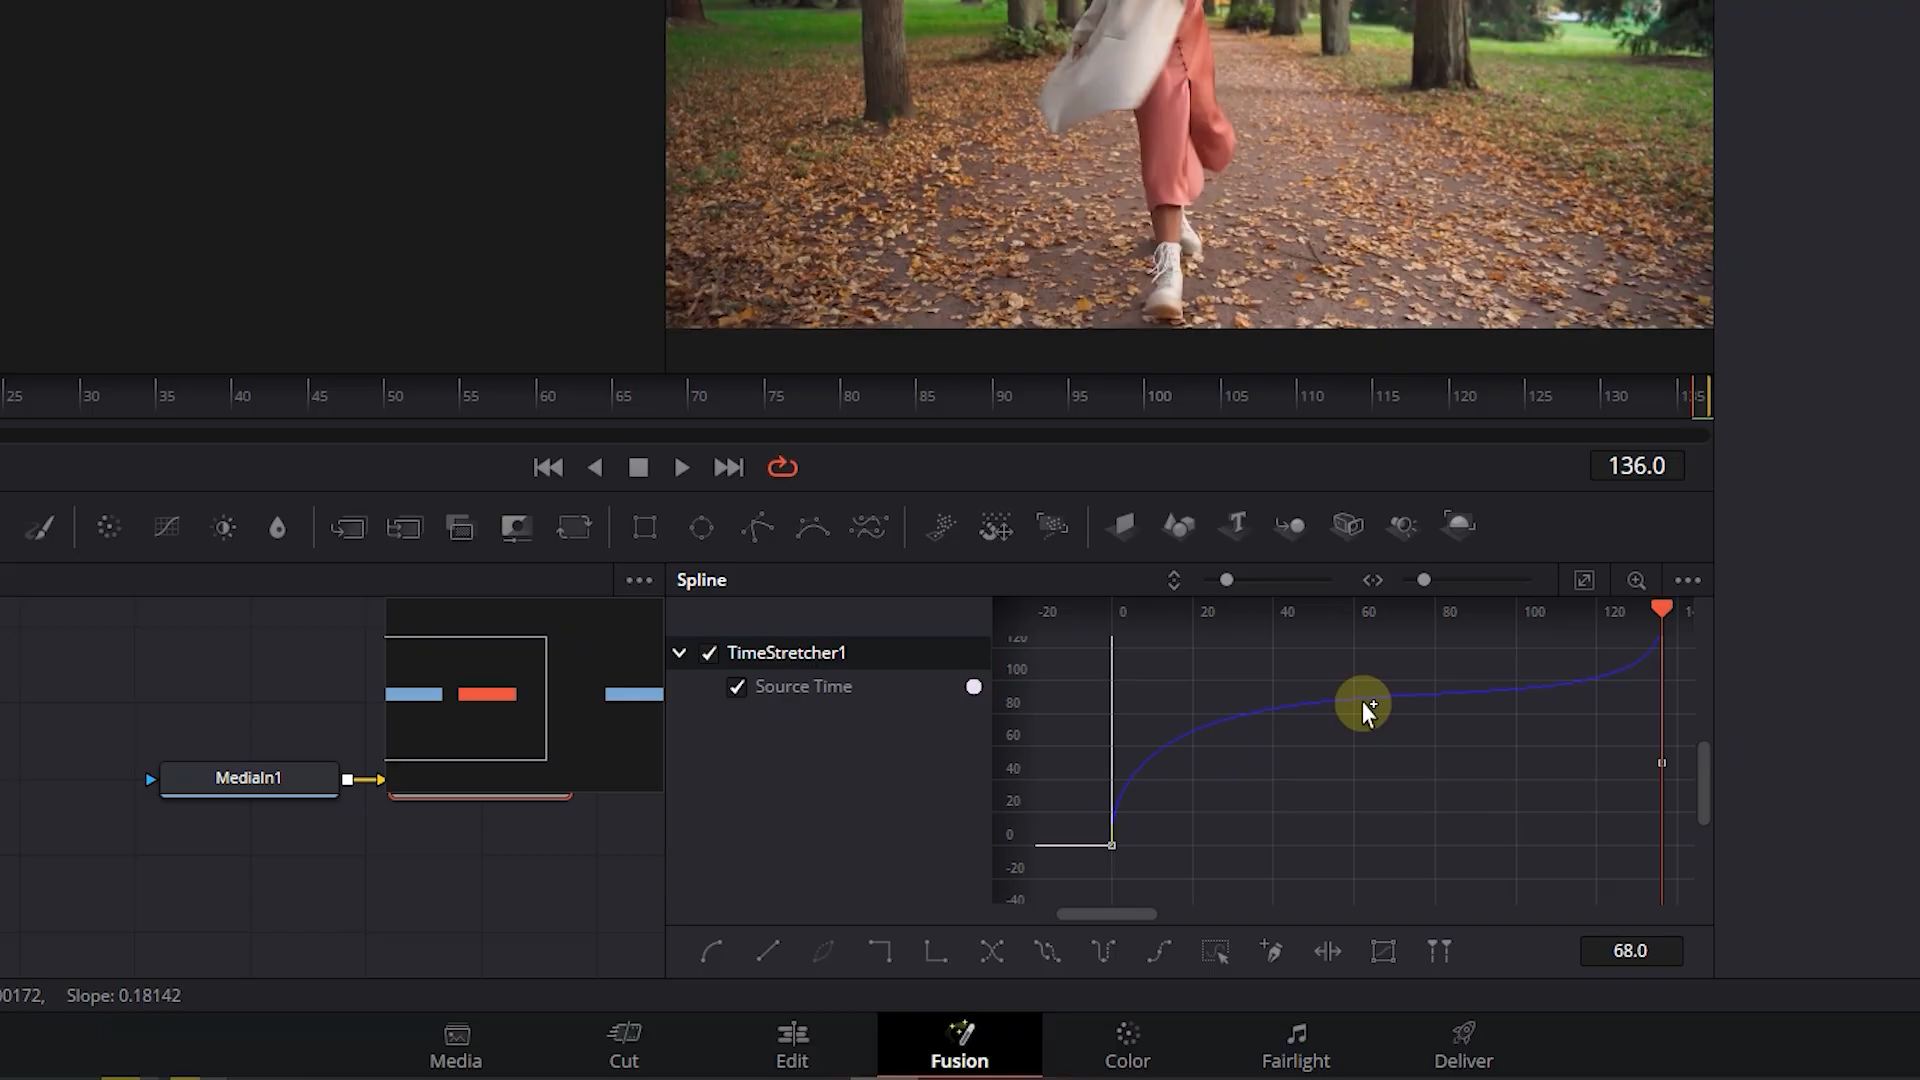 25 30 35 40 45 50 55 60 65 70 75 80 85 90 95 100 105 110 115 120 125 130 135
136.0
Spline
-20 0 20 40 60 80 100 120
TimeStretcher1
Source Time
120
100
80
60
40
20
0
-20
-40
MediaIn1
68.0
00172, Slope: 0.18142
Media Cut Edit Fusion Color Fairlight Deliver